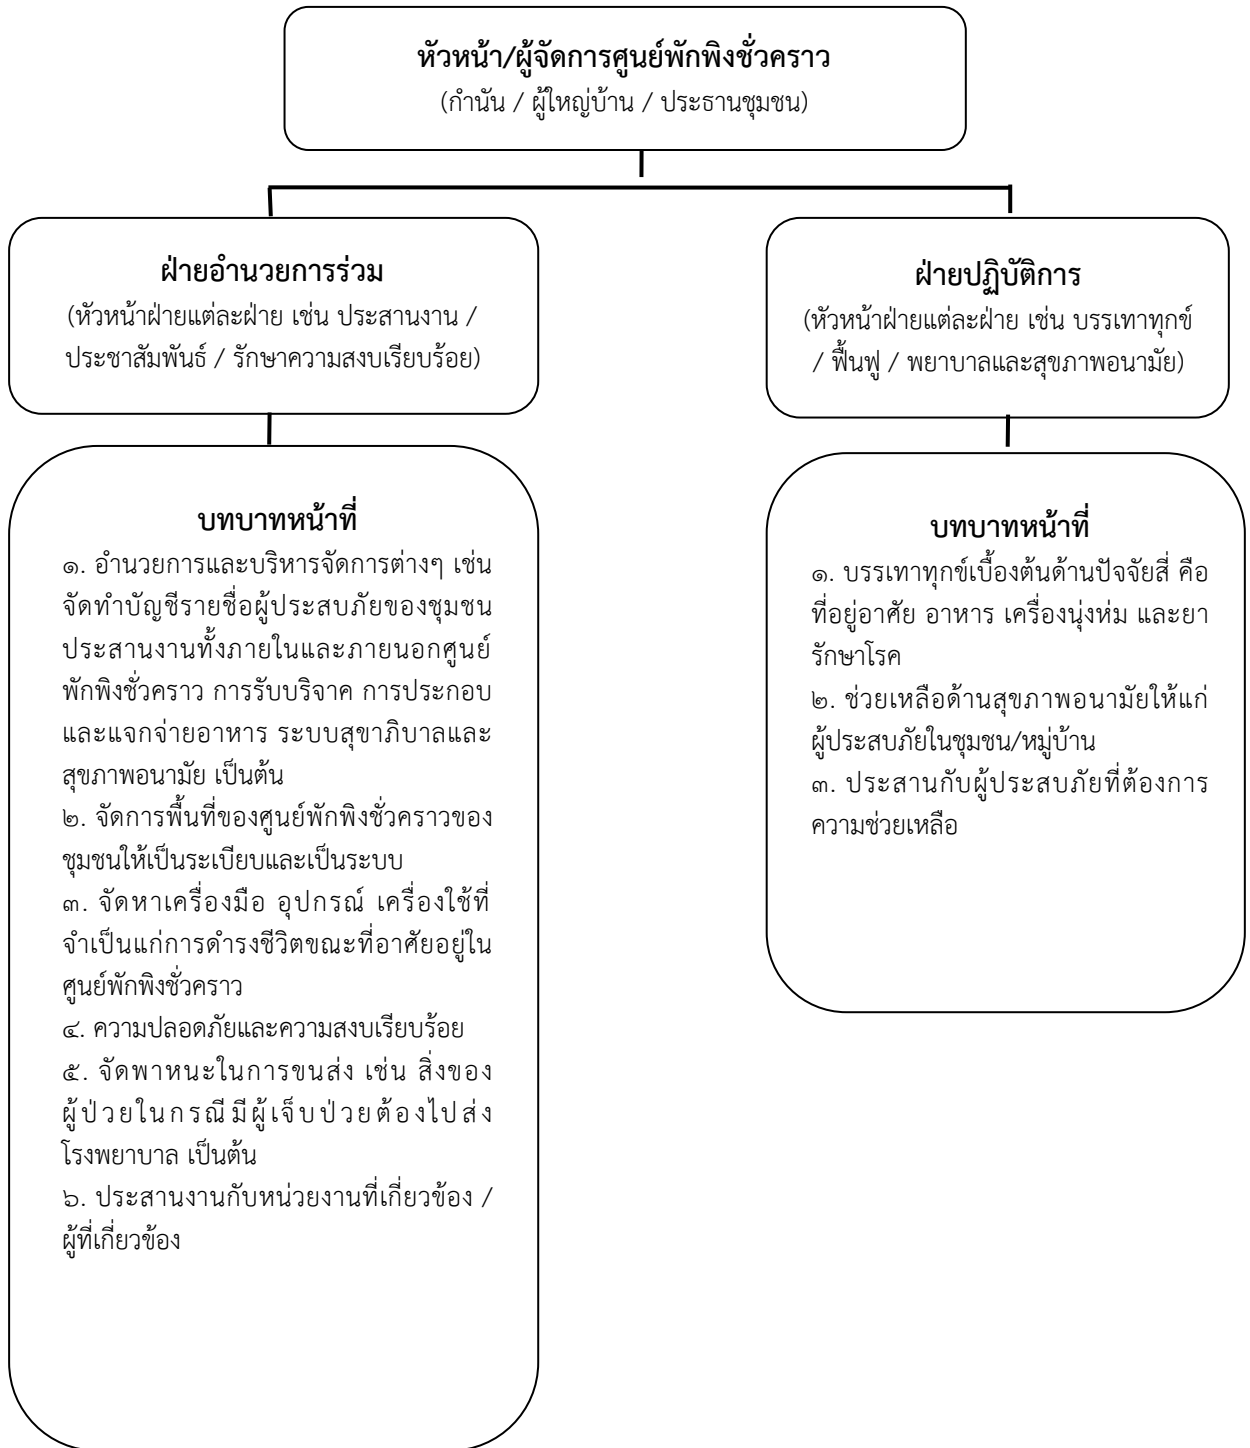 หัวหน้า/ผู้จัดการศูนย์พักพิงชั่วคราว
(กำนัน / ผู้ใหญ่บ้าน / ประธานชุมชน)
ฝ่ายอำนวยการร่วม
(หัวหน้าฝ่ายแต่ละฝ่าย เช่น ประสานงาน /
ประชาสัมพันธ์ / รักษาความสงบเรียบร้อย)
ฝ่ายปฏิบัติการ
(หัวหน้าฝ่ายแต่ละฝ่าย เช่น บรรเทาทุกข์
/ ฟื้นฟู / พยาบาลและสุขภาพอนามัย)
บทบาทหน้าที่
๑. อำนวยการและบริหารจัดการต่างๆ เช่น
จัดทำบัญชีรายชื่อผู้ประสบภัยของชุมชน
ประสานงานทั้งภายในและภายนอกศูนย์
พักพิงชั่วคราว การรับบริจาค การประกอบ
และแจกจ่ายอาหาร ระบบสุขาภิบาลและ
สุขภาพอนามัย เป็นต้น
๒. จัดการพื้นที่ของศูนย์พักพิงชั่วคราวของ
ชุมชนให้เป็นระเบียบและเป็นระบบ
๓. จัดหาเครื่องมือ อุปกรณ์ เครื่องใช้ที่
จำเป็นแก่การดำรงชีวิตขณะที่อาศัยอยู่ใน
ศูนย์พักพิงชั่วคราว
๔. ความปลอดภัยและความสงบเรียบร้อย
๕. จัดพาหนะในการขนส่ง เช่น สิ่งของ
ผู้ป่วยในกรณีมีผู้เจ็บป่วยต้องไปส่ง
โรงพยาบาล เป็นต้น
๖. ประสานงานกับหน่วยงานที่เกี่ยวข้อง /
ผู้ที่เกี่ยวข้อง
บทบาทหน้าที่
๑. บรรเทาทุกข์เบื้องต้นด้านปัจจัยสี่ คือ
ที่อยู่อาศัย อาหาร เครื่องนุ่งห่ม และยา
รักษาโรค
๒. ช่วยเหลือด้านสุขภาพอนามัยให้แก่
ผู้ประสบภัยในชุมชน/หมู่บ้าน
๓. ประสานกับผู้ประสบภัยที่ต้องการ
ความช่วยเหลือ